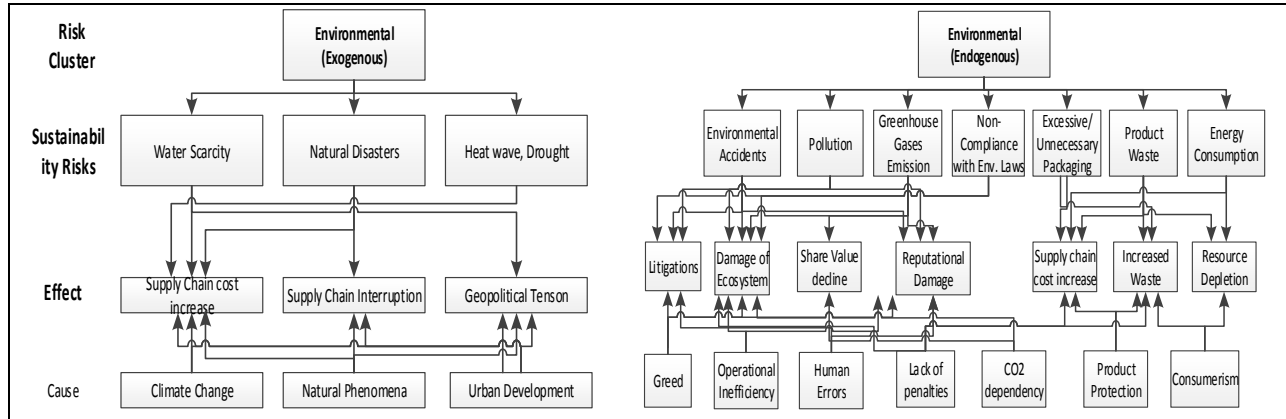 Risk
Cluster
Environmental
(Exogenous)
Environmental
(Endogenous)
Sustainabil
ity Risks
Water Scarcity
Natural Disasters
Heat wave, Drought
Environmental
Accidents
Pollution
Greenhouse
Gases
Emission
Non-
Compliance
with Env. Laws
Excessive/
Unnecessary
Packaging
Product
Waste
Energy
Consumption
Effect
Supply Chain cost
increase
Supply Chain Interruption
Geopolitical Tenson
Litigations
Damage of
Ecosystem
Share Value
decline
Reputational
Damage
Supply chain
cost increase
Increased
Waste
Resource
Depletion
Cause
Climate Change
Natural Phenomena
Urban Development
Greed
Operational
Inefficiency
Human
Errors
Lack of
penalties
CO2
dependency
Product
Protection
Consumerism